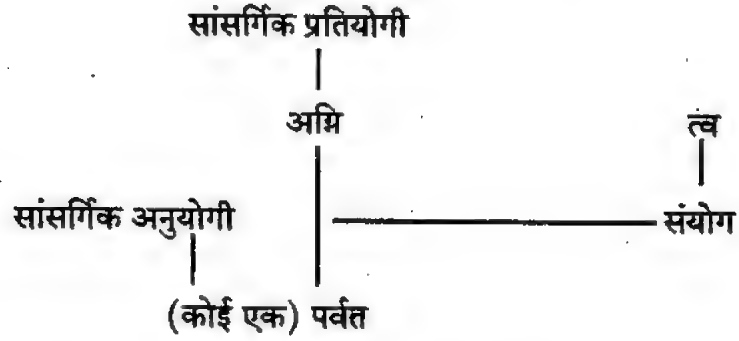 सांसर्गिक प्रतियोगी
अग्नि
त्व
सांसर्गिक अनुयोगी
संयोग
(कोई एक) पर्वत